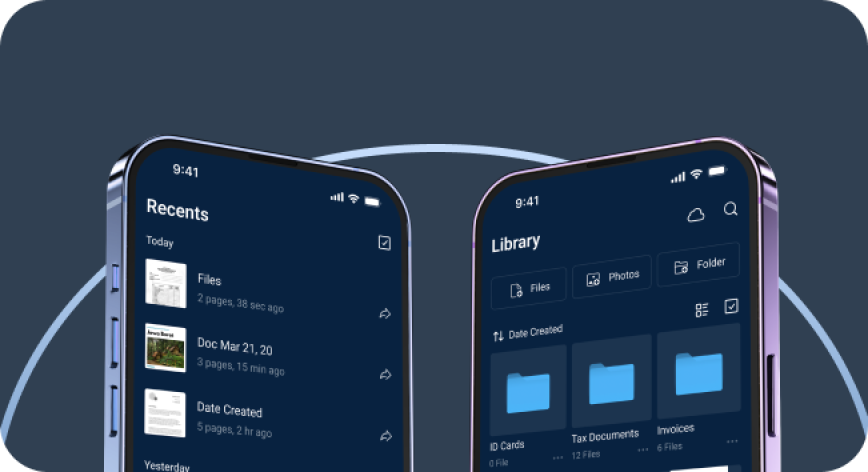 9:41
Recents
Today
Files
2 pages, 38 sec ago
Doc Mar 21, 20
3 pages, 15 min ago
Date Created
5 pages, 2 hr ago
Yesterday
9:41
Library
Files
Photos
Folder
Date Created
ID Cards
0 File
Tax Documents
12 Files
Invoices
6 Files